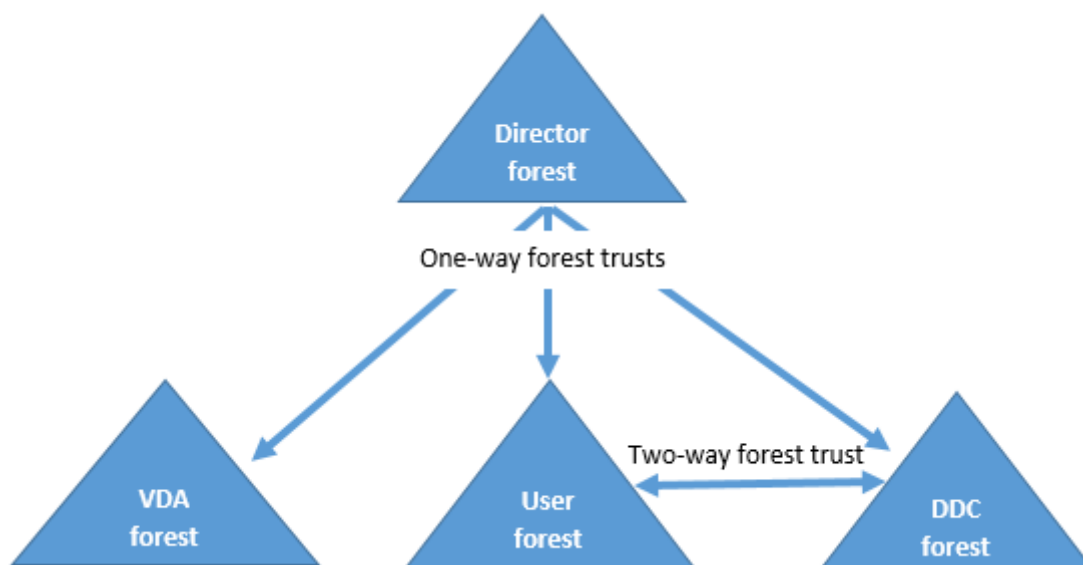 Director
forest
One-way forest trusts
Two-way forest trust
VDA
forest
User
forest
DDC
forest